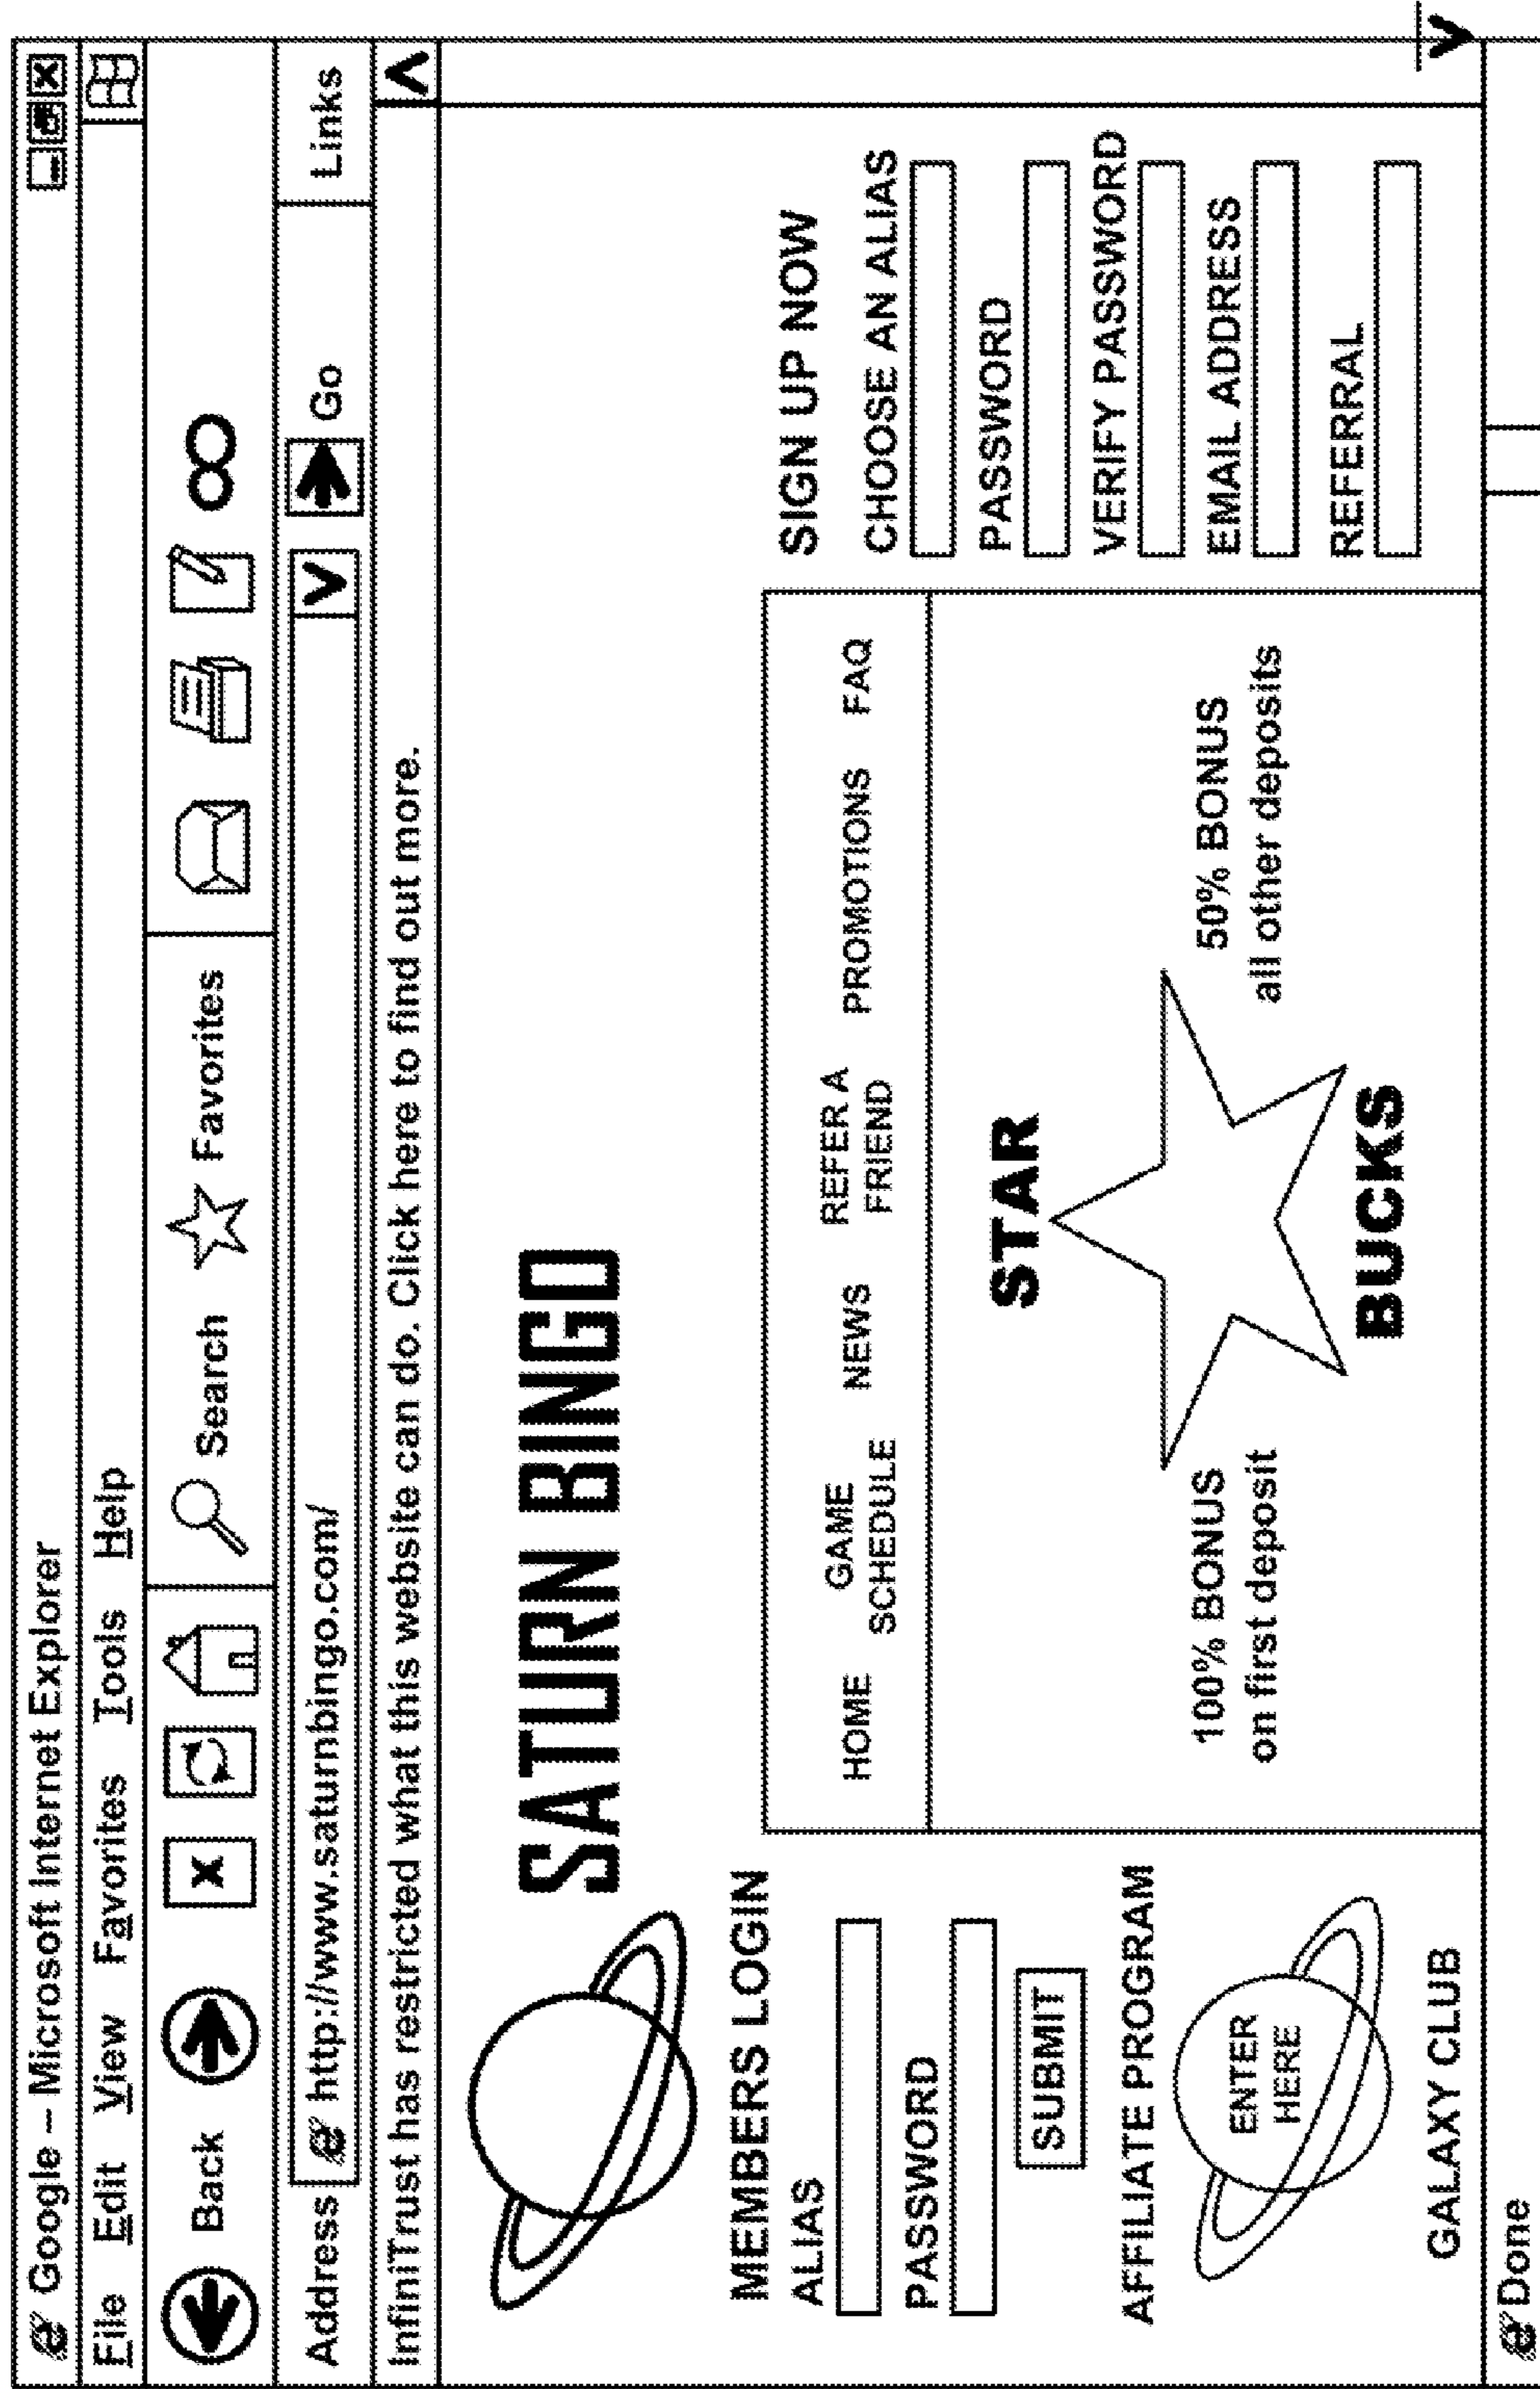 Google – Microsoft Internet Explorer
File Edit View Favorites Tools Help
Back Search Favorites
Address http://www.saturnbingo.com/ Go Links
InfiniTrust has restricted what this website can do. Click here to find out more.
SATURN BINGO
MEMBERS LOGIN
ALIAS
PASSWORD
SUBMIT
AFFILIATE PROGRAM
ENTER
HERE
GALAXY CLUB
HOME
GAME
SCHEDULE
NEWS
REFER A
FRIEND
PROMOTIONS
FAQ
STAR
BUCKS
100% BONUS
on first deposit
50% BONUS
all other deposits
SIGN UP NOW
CHOOSE AN ALIAS
PASSWORD
VERIFY PASSWORD
EMAIL ADDRESS
REFERRAL
Done